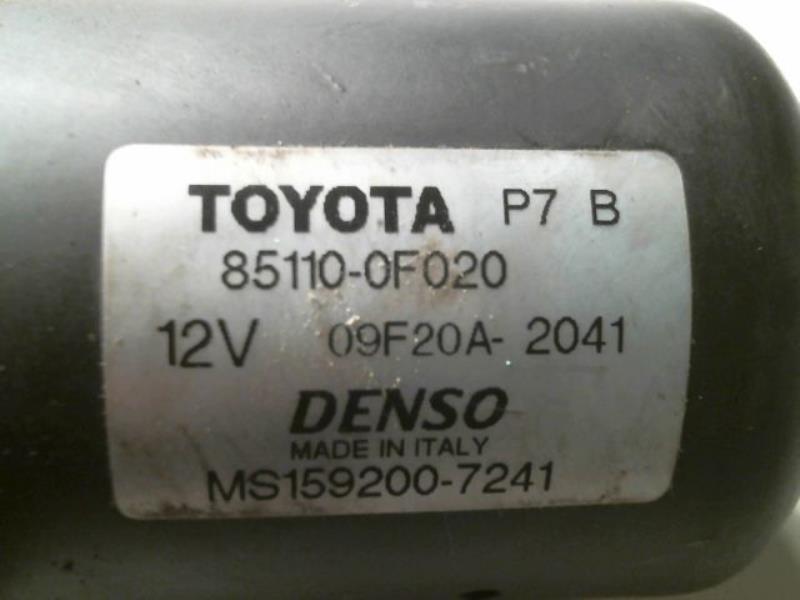 TOYOTA P7 B
85110-0F020
12V 09F20A- 2041
DENSO
MADE IN ITALY
MS159200-7241